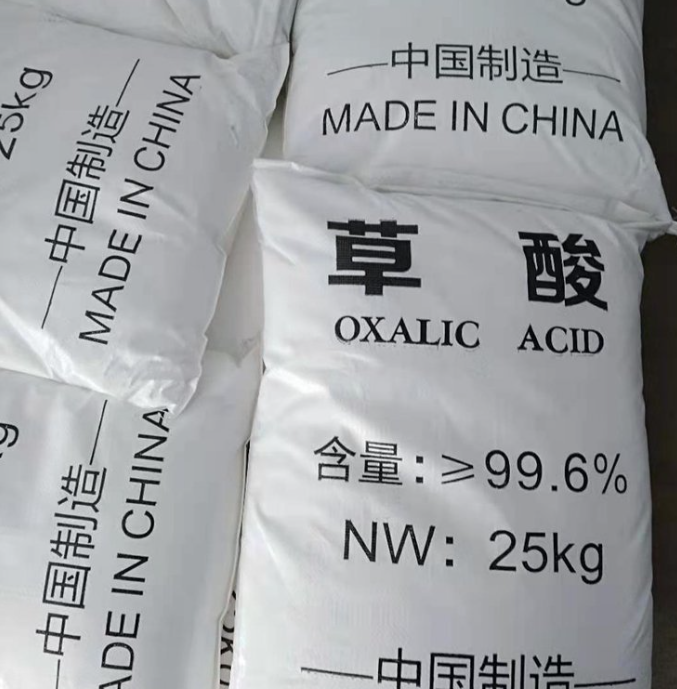 25kg
—中国制造—
MADE IN CHINA
—中国制造—
MADE IN CHINA
草 酸
OXALIC ACID
含量:≥99.6%
NW: 25kg
—中国制造—
—中国制造—
ADE IN CHINA